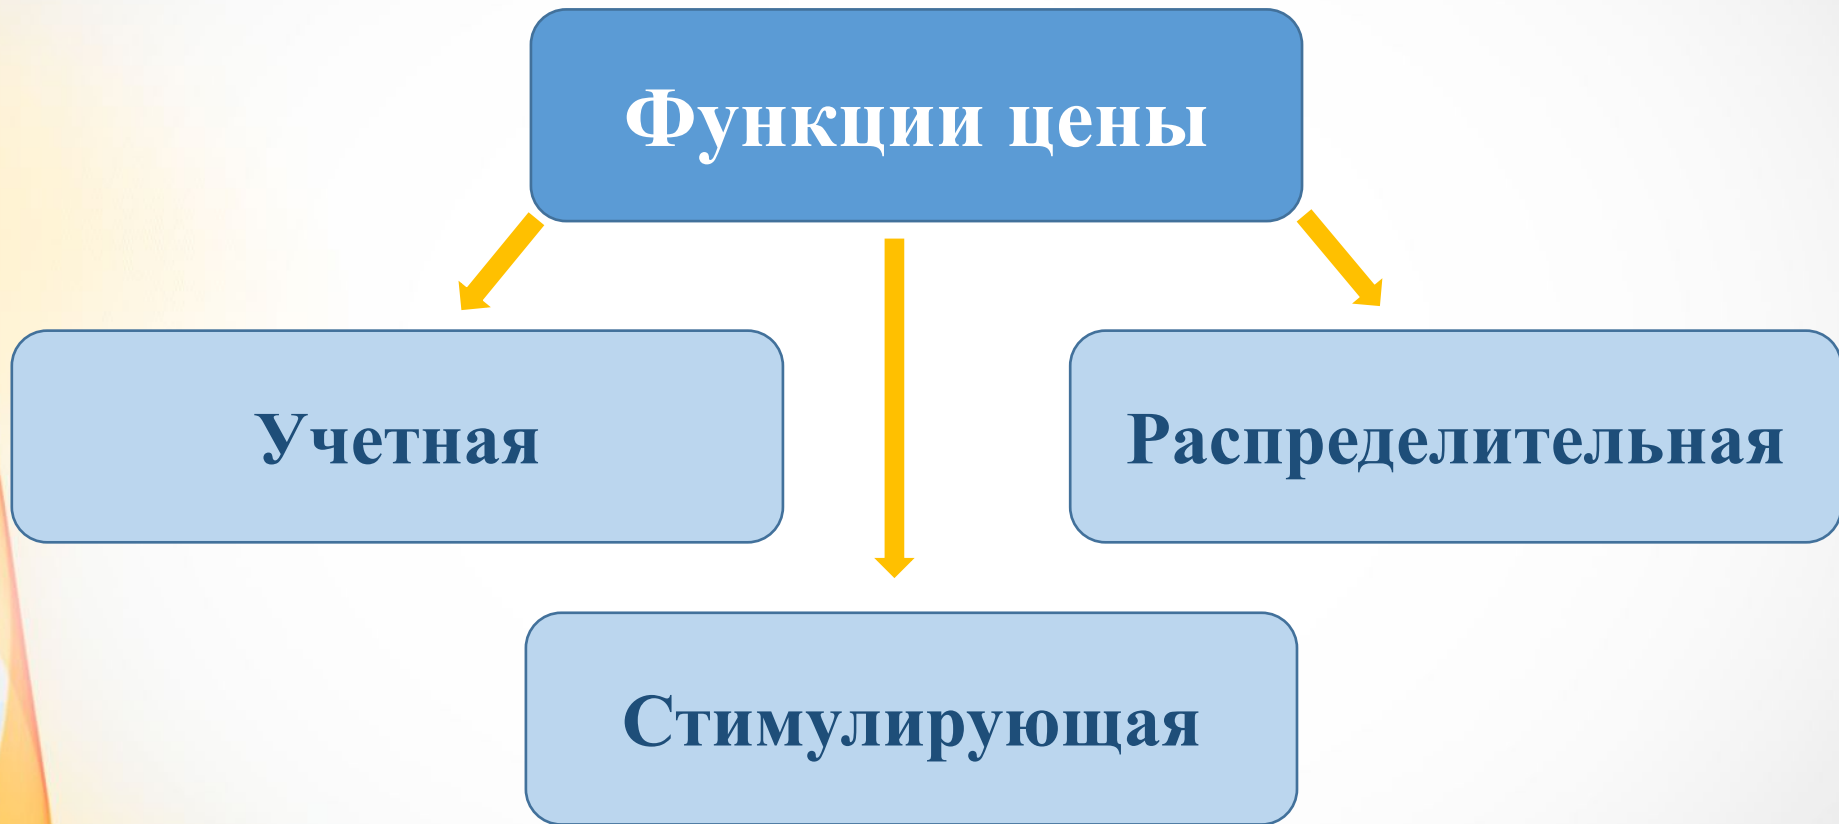 Функции цены
Учетная
Распределительная
Стимулирующая